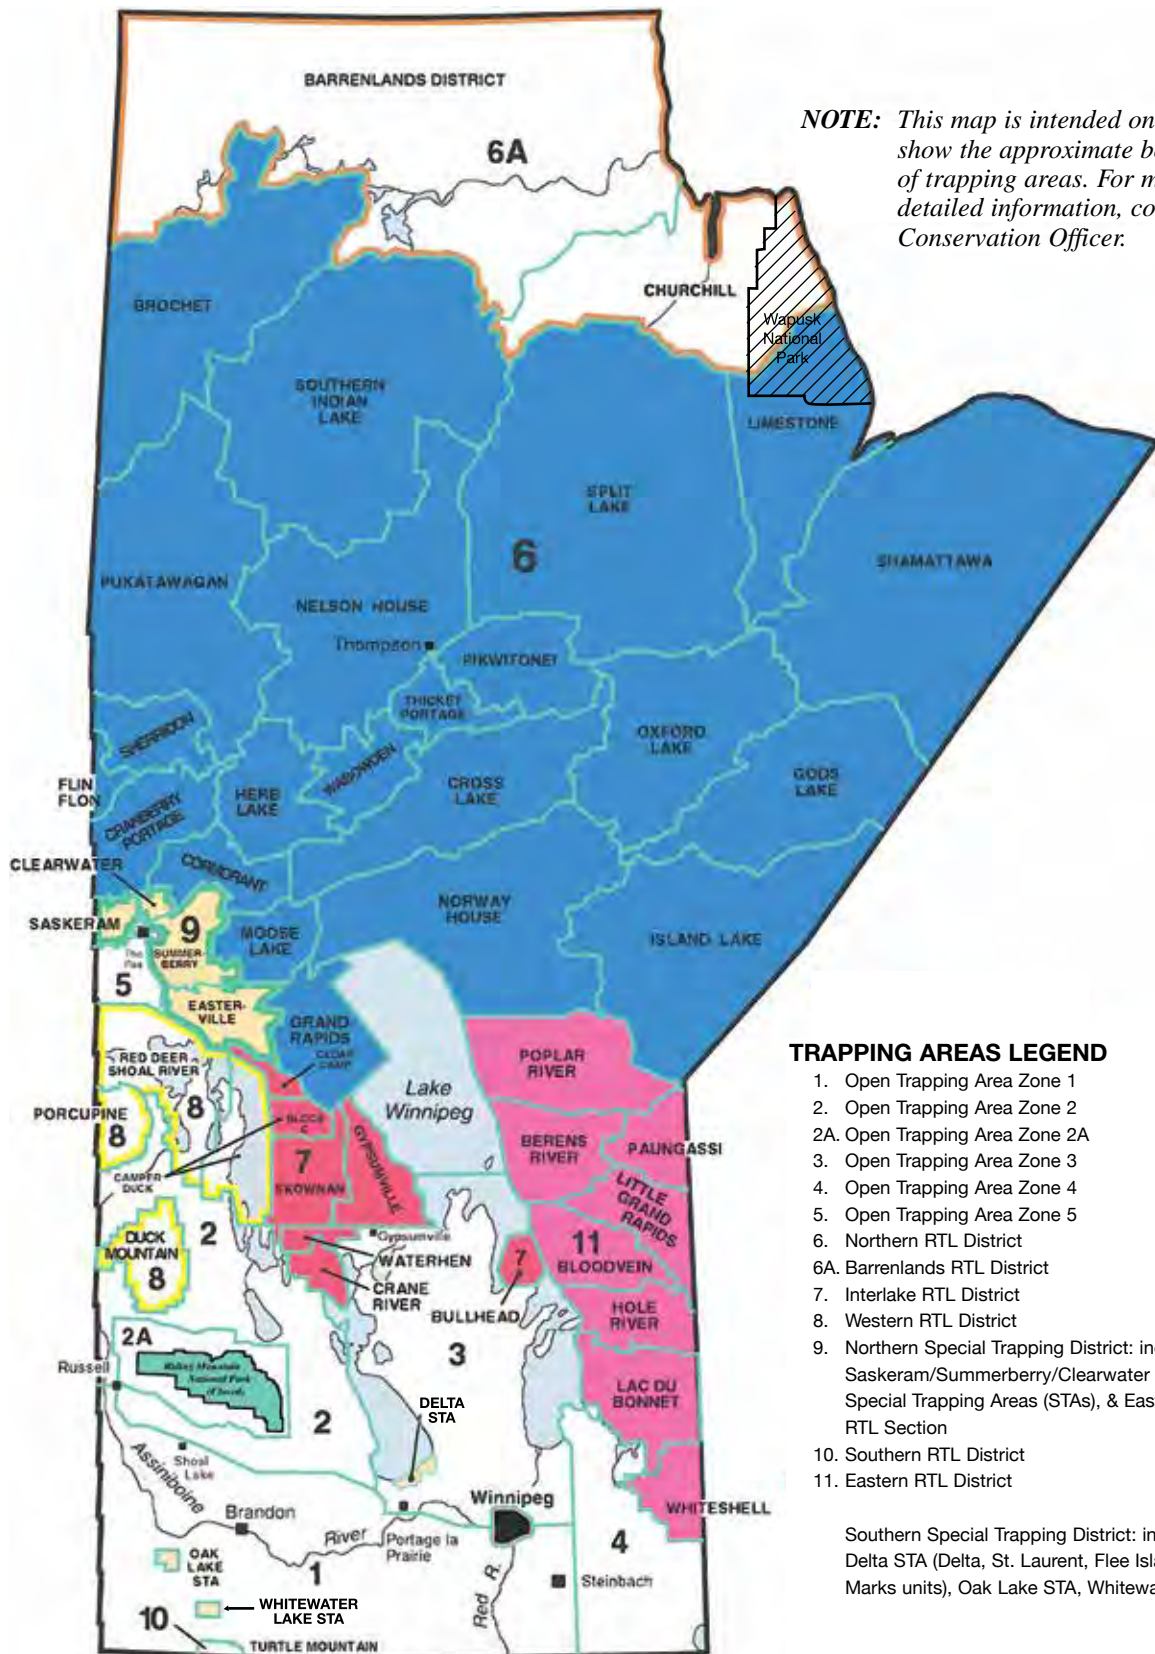 BARRENLANDS DISTRICT
6A
NOTE: This map is intended on
show the approximate b
of trapping areas. For m
detailed information, co
Conservation Officer.
CHURCHILL
BROCHET
Wapusk
National
Park
SOUTHERN
INDIAN
LAKE
LIMESTONE
SPLIT
LAKE
6
SHAMATTAWA
PUKATAWAGAN
NELSON HOUSE
Thompson
PIKWITONEI
THICKET
PORTAGE
SHERRIDON
OXFORD
LAKE
WABOWDEN
GODS
LAKE
FLIN
FLON
HERB
LAKE
CROSS
LAKE
CRANBERRY
PORTAGE
CLEARWATER
CORMORANT
NORWAY
HOUSE
SASKERAM
9
MOOSE
LAKE
ISLAND LAKE
The
Pas
SUMMER-
BERRY
5
EASTER-
VILLE
GRAND
RAPIDS
CEDAR
CAMP
TRAPPING AREAS LEGEND
1. Open Trapping Area Zone 1
2. Open Trapping Area Zone 2
2A. Open Trapping Area Zone 2A
3. Open Trapping Area Zone 3
4. Open Trapping Area Zone 4
5. Open Trapping Area Zone 5
6. Northern RTL District
6A. Barrenlands RTL District
7. Interlake RTL District
8. Western RTL District
9. Northern Special Trapping District: in
Saskeram/Summerberry/Clearwater
Special Trapping Areas (STAs), & Eas
RTL Section
10. Southern RTL District
11. Eastern RTL District
Southern Special Trapping District: in
Delta STA (Delta, St. Laurent, Flee Isl
Marks units), Oak Lake STA, Whitewa
RED DEER
SHOAL RIVER
POPLAR
RIVER
Lake
Winnipeg
8
PORCUPINE
8
BLOCK
C
GYPSUMVILLE
BERENS
RIVER
PAUNGASSI
7
SKOWNAN
CAMPER
DUCK
LITTLE
GRAND
RAPIDS
2
DUCK
MOUNTAIN
8
Gypsumville
WATERHEN
7
11
BLOODVEIN
CRANE
RIVER
BULLHEAD
HOLE
RIVER
2A
3
Russell
Riding Mountain
National Park
LAC DU
BONNET
DELTA
STA
2
Assiniboine
Shoal
Lake
Winnipeg
WHITESHELL
Brandon
River
Portage la
Prairie
4
OAK
LAKE
STA
1
Red R.
Steinbach
WHITEWATER
LAKE STA
10
TURTLE MOUNTAIN